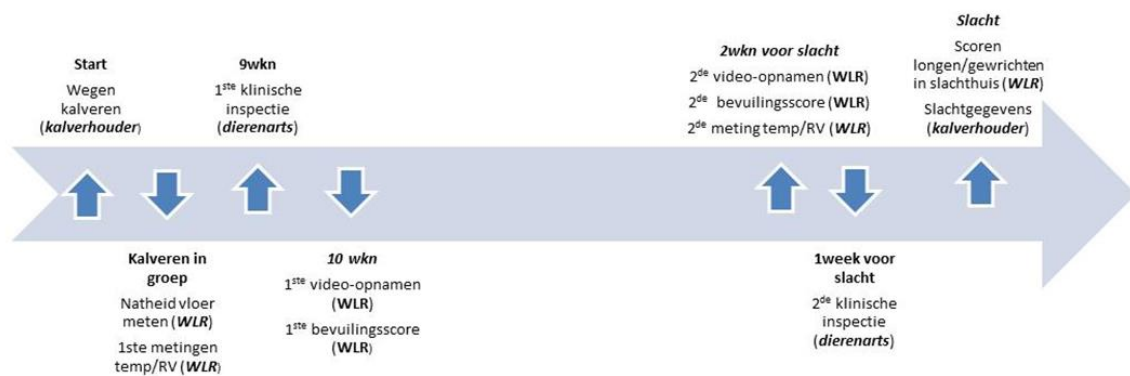 Start
Wegen
kalveren
(kalverhouder)
Kalveren in
groep
Natheid vloer
meten (WLR)
1ste metingen
temp/RV (WLR)
9wkn
1ste klinische
inspectie
(dierenarts)
10 wkn
1ste video-opnamen
(WLR)
1ste bevuilingsscore
(WLR)
2wkn voor slacht
2de video-opnamen (WLR)
2de bevuilingsscore (WLR)
2de meting temp/RV (WLR)
1week voor
slacht
2de klinische
inspectie
(dierenarts)
Slacht
Scoren
longen/gewrichten
in slachthuis (WLR)
Slachtgegevens
(kalverhouder)